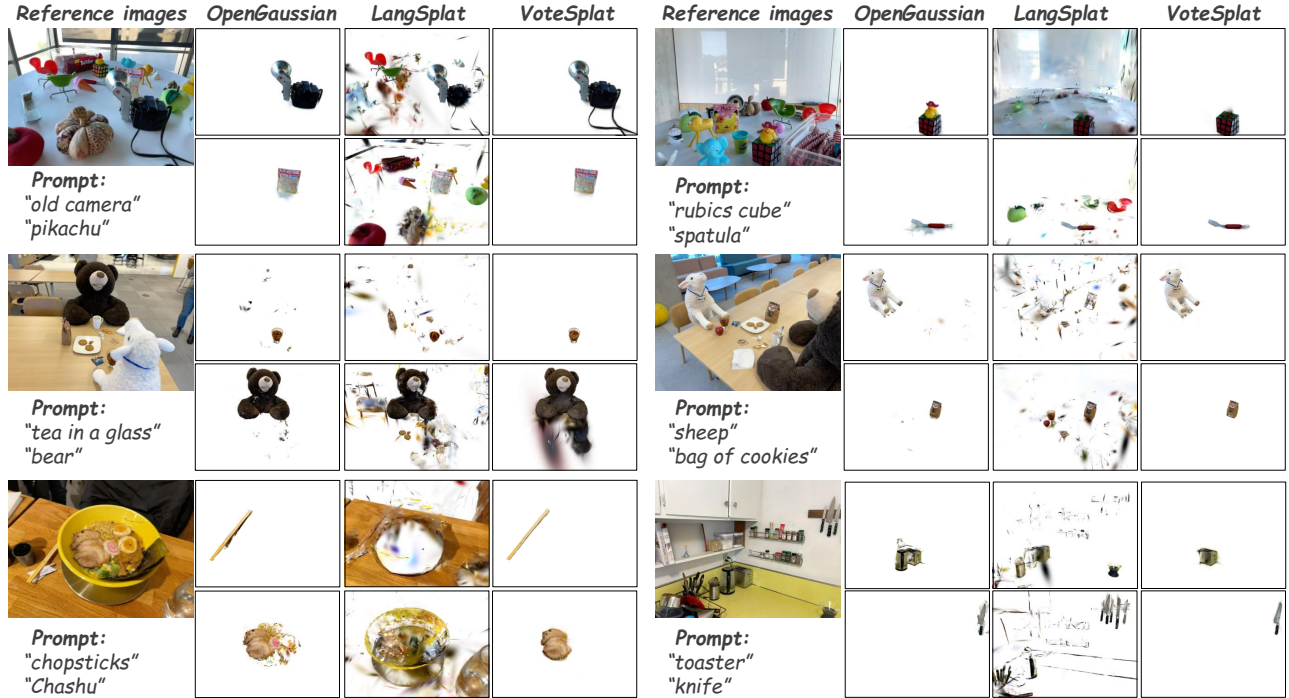 Reference images OpenGaussian LangSplat VoteSplat Reference images OpenGaussian LangSplat VoteSplat
Prompt:
“old camera”
“pikachu”
Prompt:
“rubics cube”
“spatula”
Prompt:
“tea in a glass”
“bear”
Prompt:
“sheep”
“bag of cookies”
Prompt:
“chopsticks”
“Chashu”
Prompt:
“toaster”
“knife”